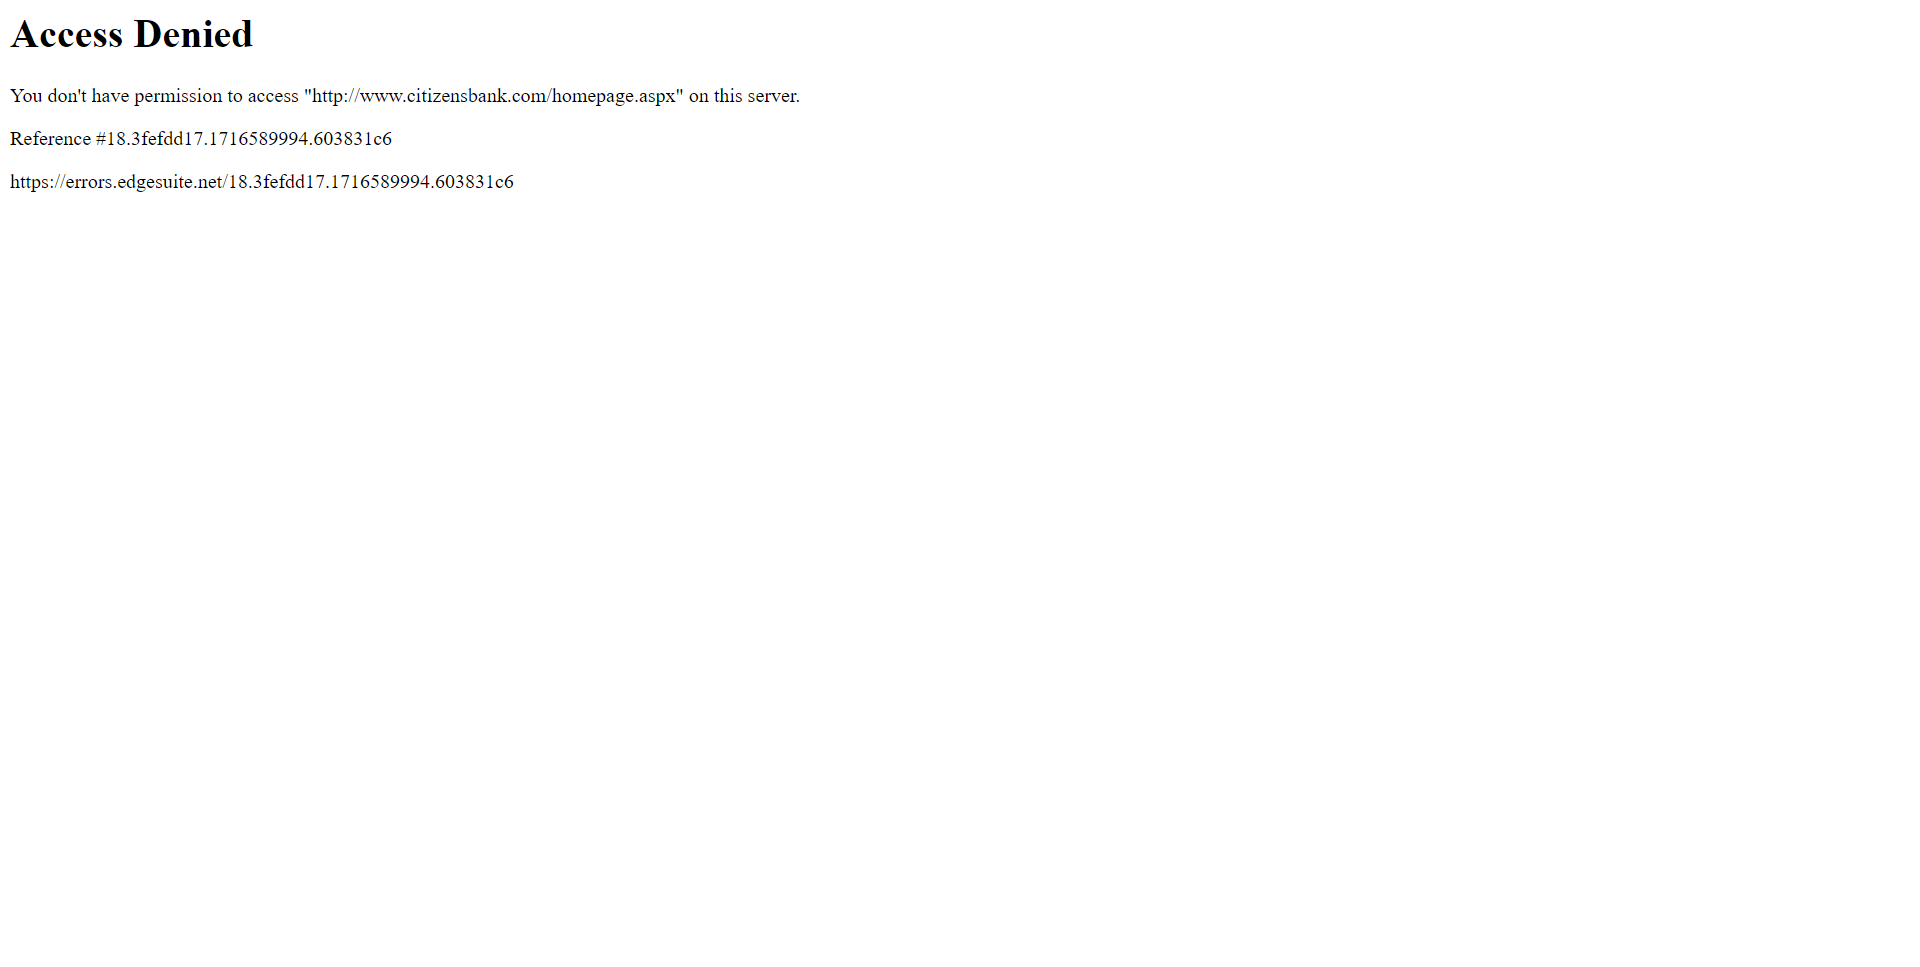 Access Denied
You don't have permission to access "http://www.citizensbank.com/homepage.aspx" on this server.
Reference #18.3fefdd17.1716589994.603831c6
https://errors.edgesuite.net/18.3fefdd17.1716589994.603831c6